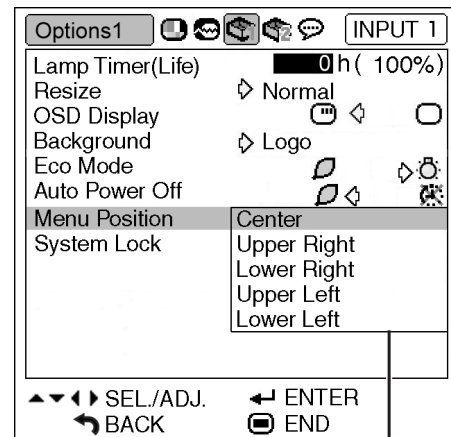 Options1 INPUT 1
Lamp Timer(Life) 0 h ( 100%)
Resize Normal
OSD Display
Background Logo
Eco Mode
Auto Power Off
Menu Position Center
System Lock Upper Right
Lower Right
Upper Left
Lower Left
SEL./ADJ. ENTER
BACK END